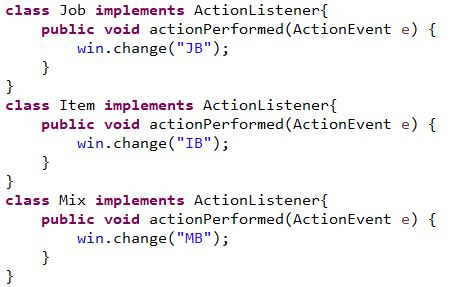 class Job implements ActionListener{
    public void actionPerformed(ActionEvent e) {
        win.change("JB");
    }
}
class Item implements ActionListener{
    public void actionPerformed(ActionEvent e) {
        win.change("IB");
    }
}
class Mix implements ActionListener{
    public void actionPerformed(ActionEvent e) {
        win.change("MB");
    }
}